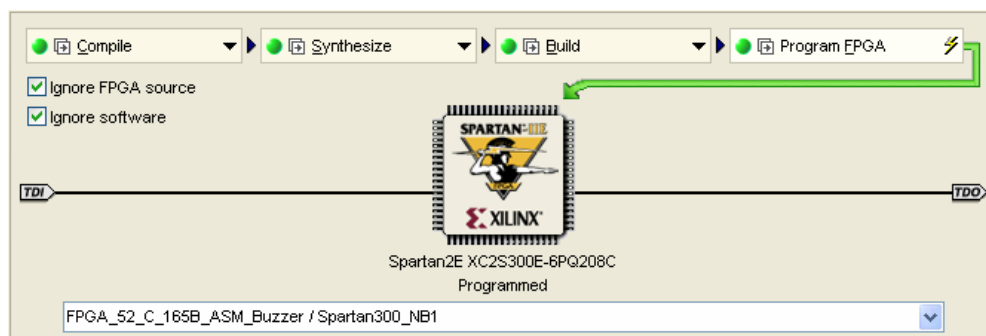 Compile Synthesize Build Program FPGA
Ignore FPGA source
Ignore software
SPARTAN-IIE
FPGA
TDI TDO
XILINX
Spartan2E XC2S300E-6PQ208C
Programmed
FPGA_52_C_165B_ASM_Buzzer / Spartan300_NB1